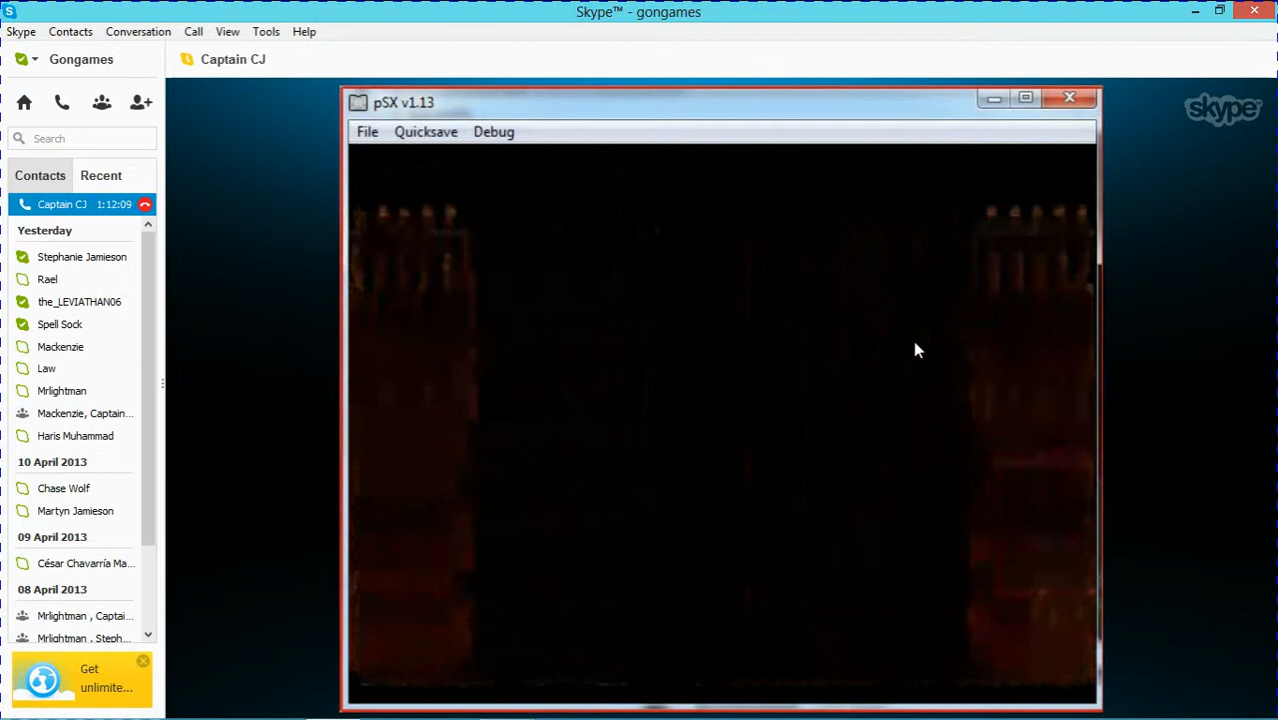 Skype™ - gongames
Skype Contacts Conversation Call View Tools Help
Gongames
Captain CJ
Search
Contacts Recent
Captain CJ 1:12:09
Yesterday
Stephanie Jamieson
Rael
the_LEVIATHAN06
Spell Sock
Mackenzie
Law
Mrlightman
Mackenzie, Captain...
Haris Muhammad
10 April 2013
Chase Wolf
Martyn Jamieson
09 April 2013
César Chavarría Ma...
08 April 2013
Mrlightman , Captai...
Mrlightman , Steph...
Get
unlimite...
pSX v1.13
File Quicksave Debug
skype